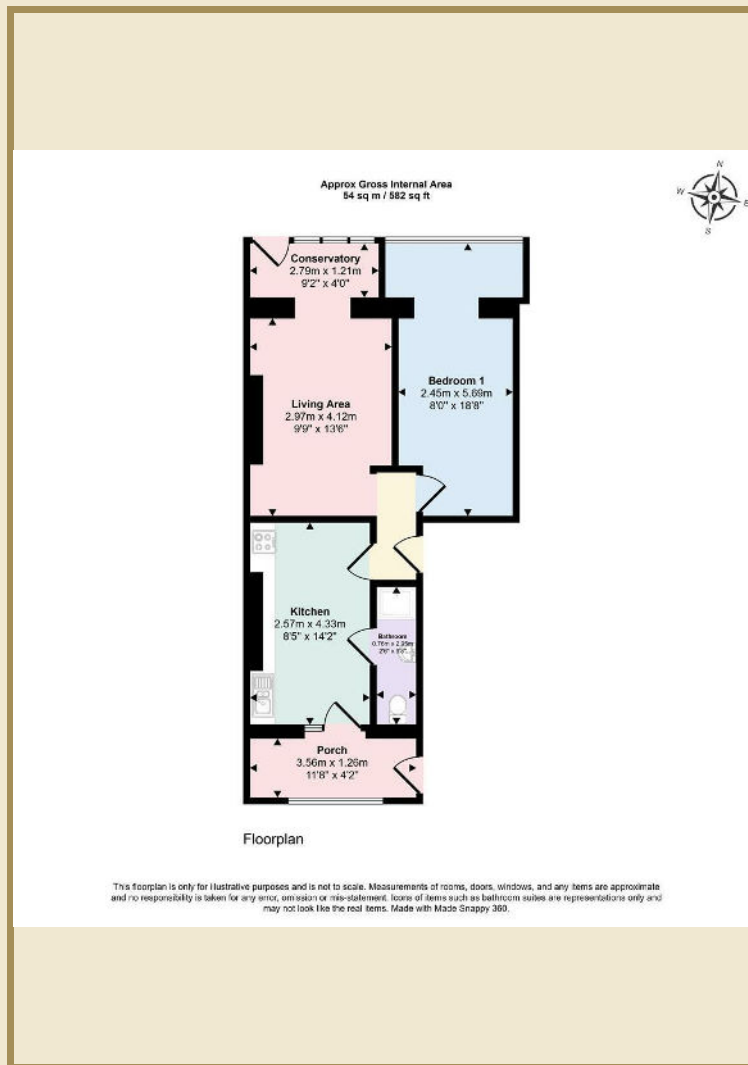 Approx Gross Internal Area
54 sq m / 582 sq ft
N
W
E
S
Conservatory
2.79m x 1.21m
9'2" x 4'0"
Living Area
2.97m x 4.12m
9'9" x 13'6"
Bedroom 1
2.45m x 5.69m
8'0" x 18'8"
Kitchen
2.57m x 4.33m
8'5" x 14'2"
Bathroom
0.76m x 2.95m
2'6" x
Porch
3.56m x 1.26m
11'8" x 4'2"
Floorplan
This floorplan is only for illustrative purposes and is not to scale. Measurements of rooms, doors, windows, and any items are approximate
and no responsibility is taken for any error, omission or mis-statement. Icons of items such as bathroom suites are representations only and
may not look like the real items. Made with Made Snappy 360.